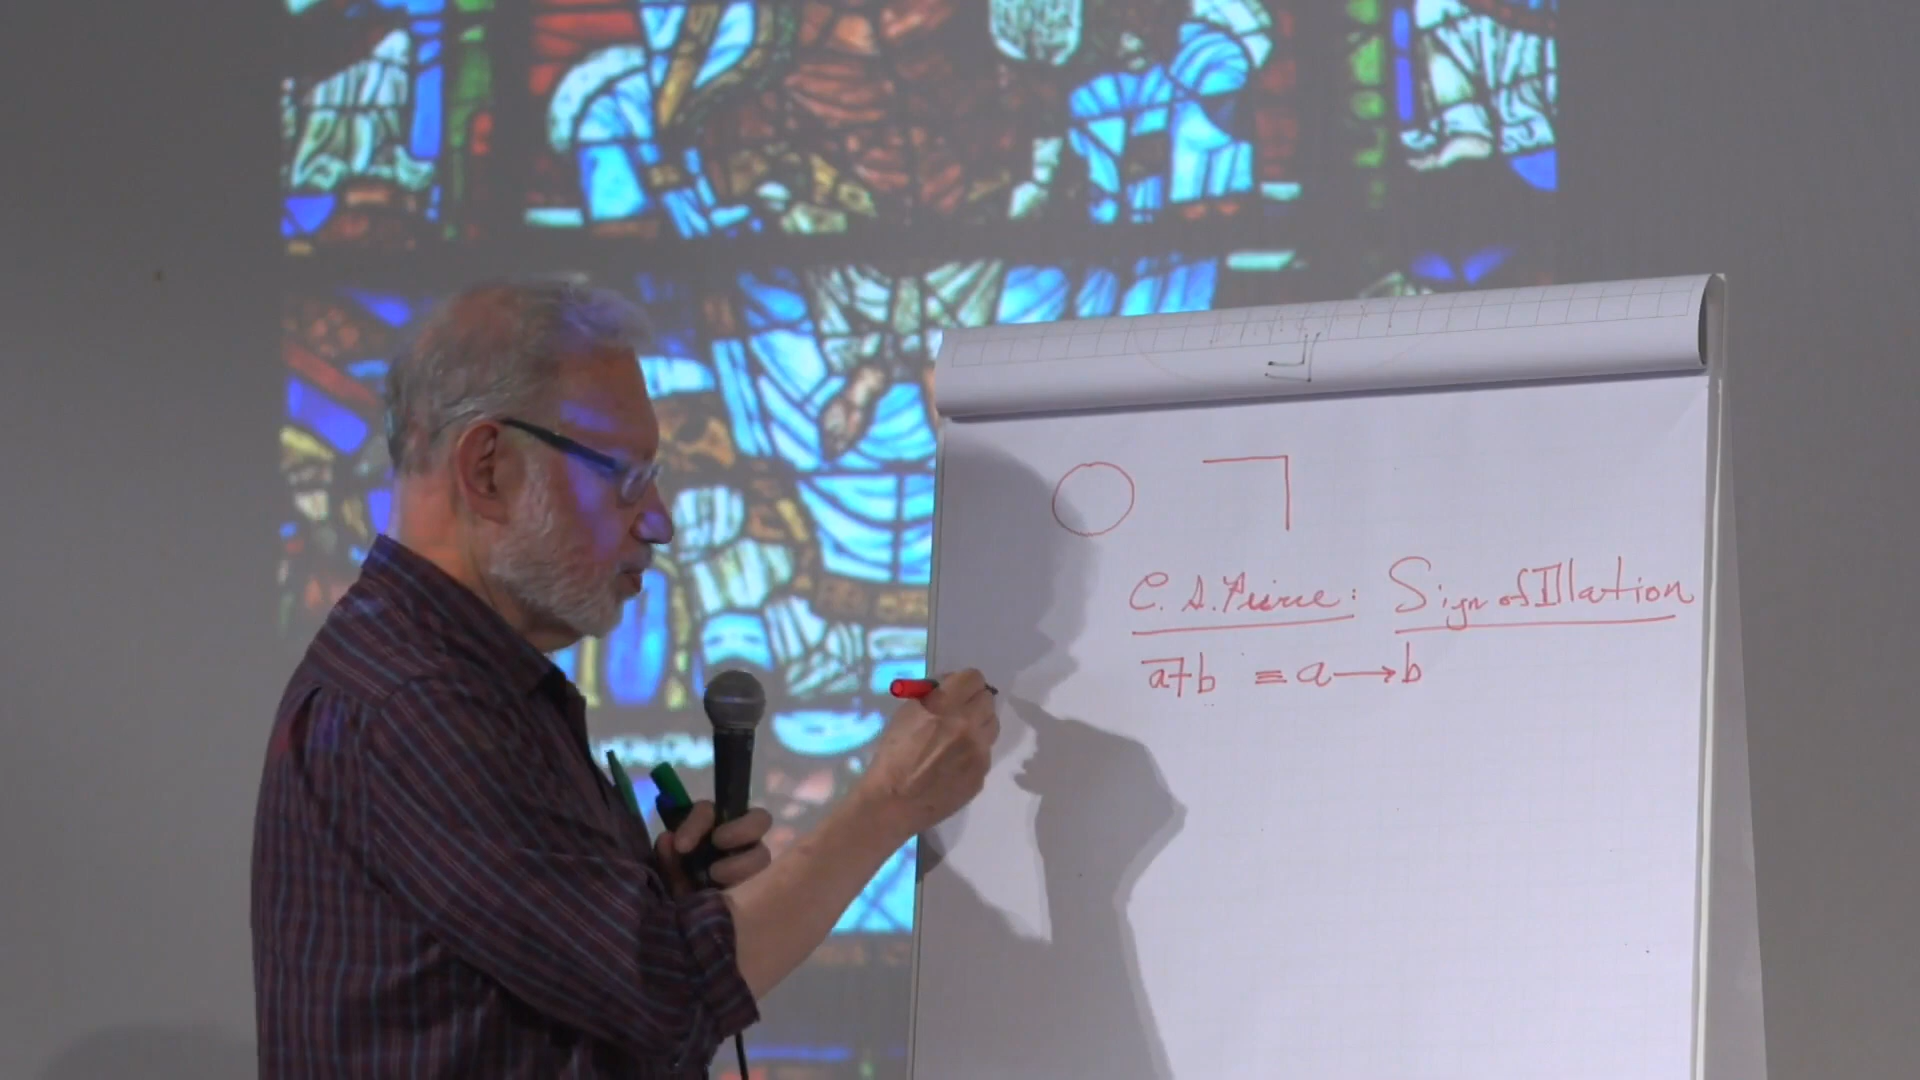 C. S. Peirce: Sign of Illation
a̅+b ≡ a → b